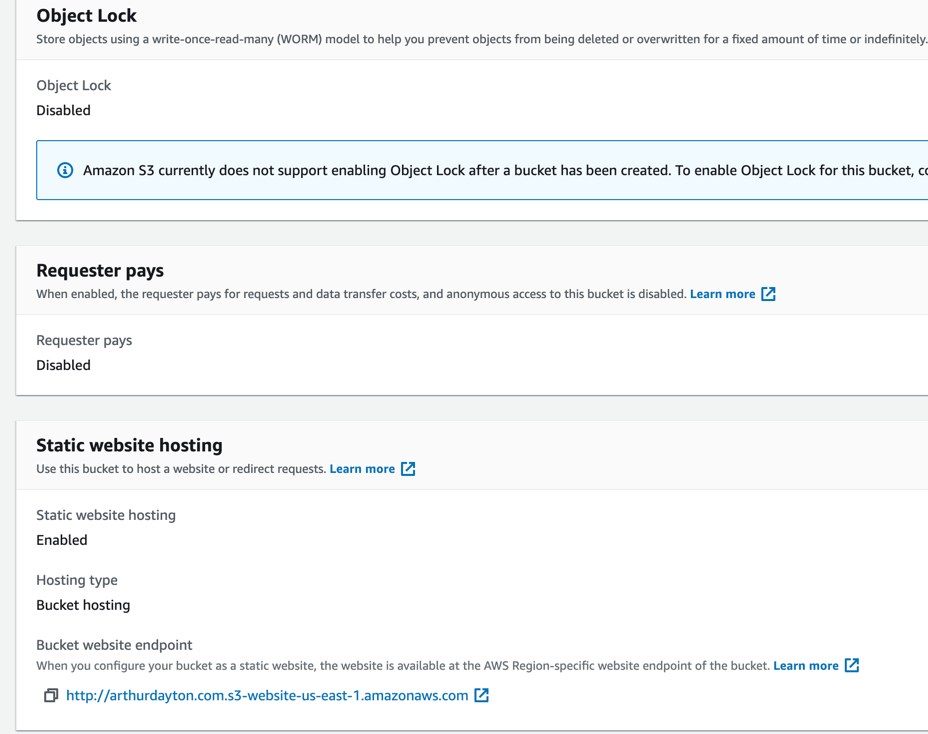 Object Lock
Store objects using a write-once-read-many (WORM) model to help you prevent objects from being deleted or overwritten for a fixed amount of time or indefinitely.
Object Lock
Disabled
Amazon S3 currently does not support enabling Object Lock after a bucket has been created. To enable Object Lock for this bucket,
Requester pays
When enabled, the requester pays for requests and data transfer costs, and anonymous access to this bucket is disabled. Learn more
Requester pays
Disabled
Static website hosting
Use this bucket to host a website or redirect requests. Learn more
Static website hosting
Enabled
Hosting type
Bucket hosting
Bucket website endpoint
When you configure your bucket as a static website, the website is available at the AWS Region-specific website endpoint of the bucket. Learn more
http://arthurdayton.com.s3-website-us-east-1.amazonaws.com